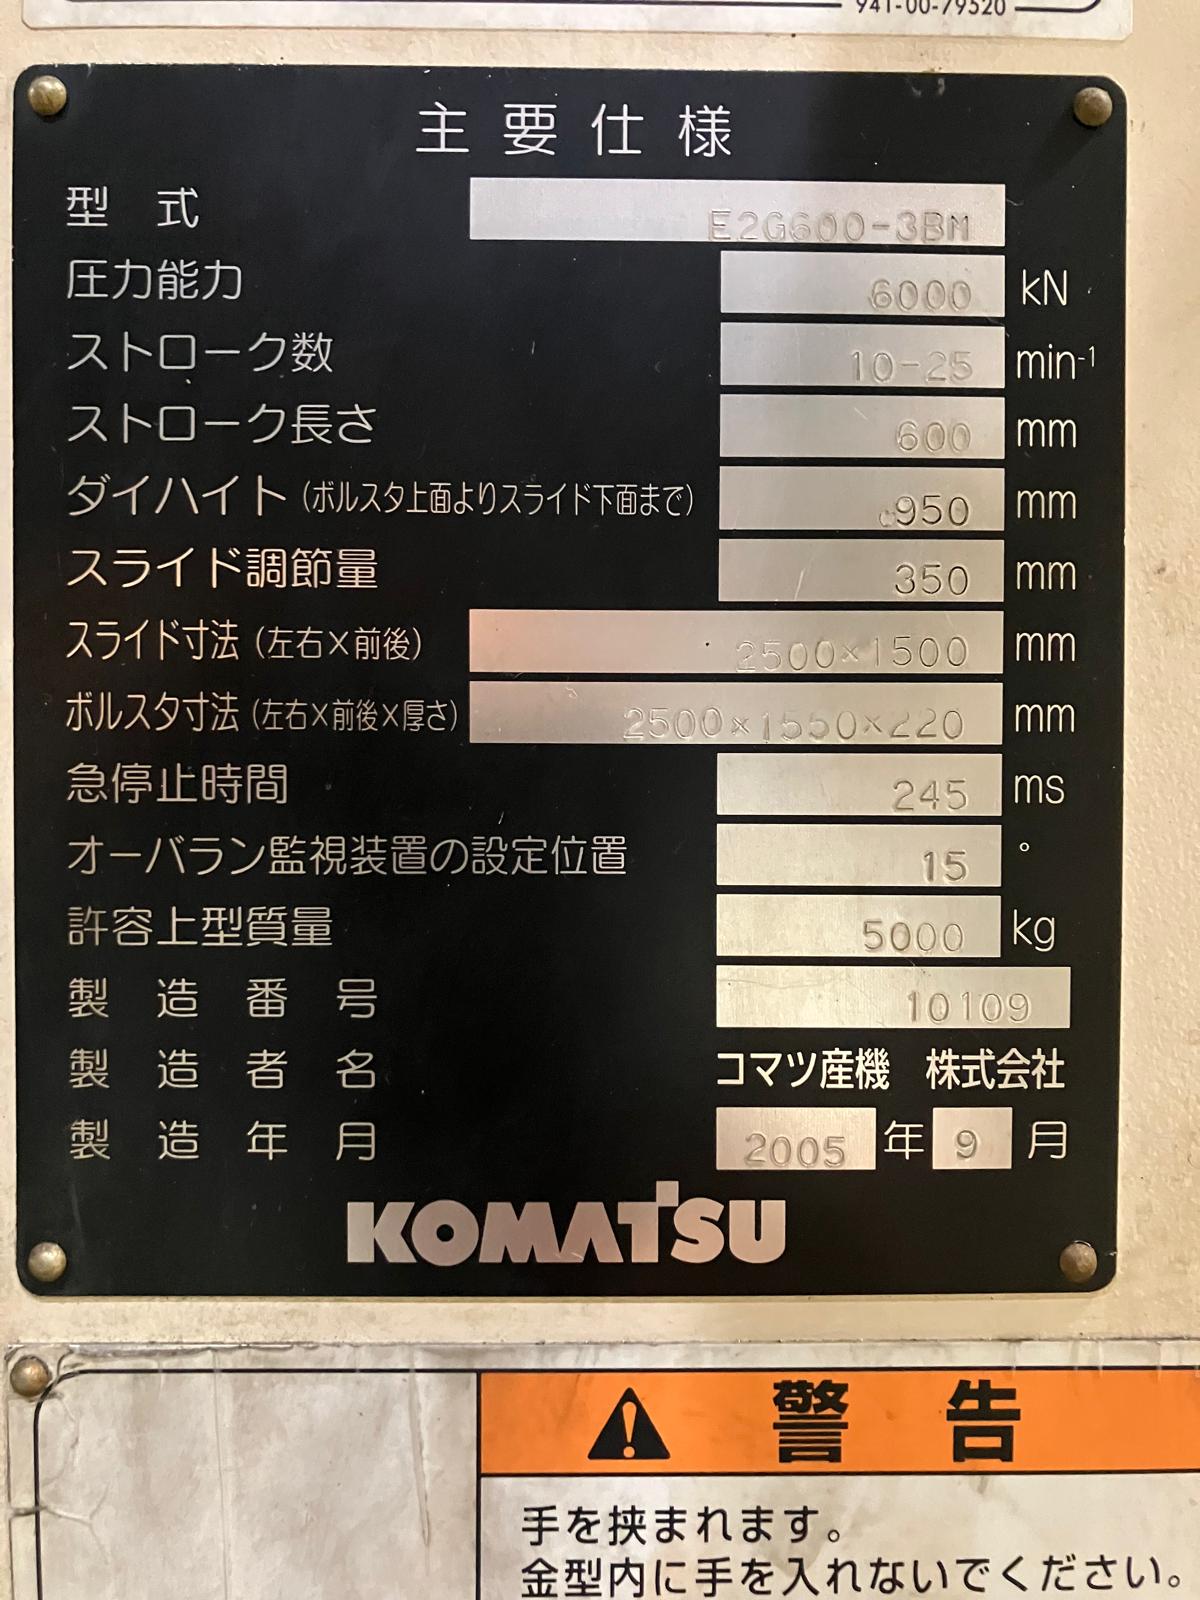 941-00-79520
主要仕様
型式 E2G600-3BM
圧力能力 6000 kN
ストローク数 10-25 min-1
ストローク長さ 600 mm
ダイハイト (ボルスタ上面よりスライド下面まで) 950 mm
スライド調節量 350 mm
スライド寸法 (左右×前後) 2500×1500 mm
ボルスタ寸法 (左右×前後×厚さ) 2500×1550×220 mm
急停止時間 245 ms
オーバラン監視装置の設定位置 15 °
許容上型質量 5000 kg
製造番号 10109
製造者名 コマツ産機 株式会社
製造年月 2005 年 9 月
KOMATSU
警告
手を挟まれます。
金型内に手を入れないでください。